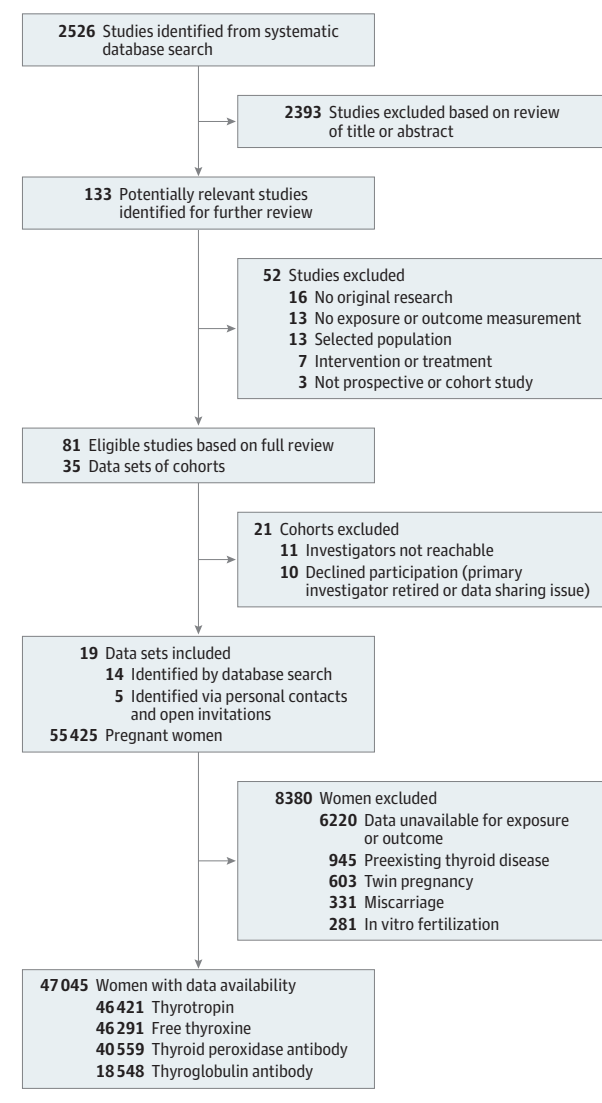 2526 Studies identified from systematic
database search
2393 Studies excluded based on review
of title or abstract
133 Potentially relevant studies
identified for further review
52 Studies excluded
16 No original research
13 No exposure or outcome measurement
13 Selected population
7 Intervention or treatment
3 Not prospective or cohort study
81 Eligible studies based on full review
35 Data sets of cohorts
21 Cohorts excluded
11 Investigators not reachable
10 Declined participation (primary
investigator retired or data sharing issue)
19 Data sets included
14 Identified by database search
5 Identified via personal contacts
and open invitations
55425 Pregnant women
8380 Women excluded
6220 Data unavailable for exposure
or outcome
945 Preexisting thyroid disease
603 Twin pregnancy
331 Miscarriage
281 In vitro fertilization
47045 Women with data availability
46421 Thyrotropin
46291 Free thyroxine
40559 Thyroid peroxidase antibody
18548 Thyroglobulin antibody